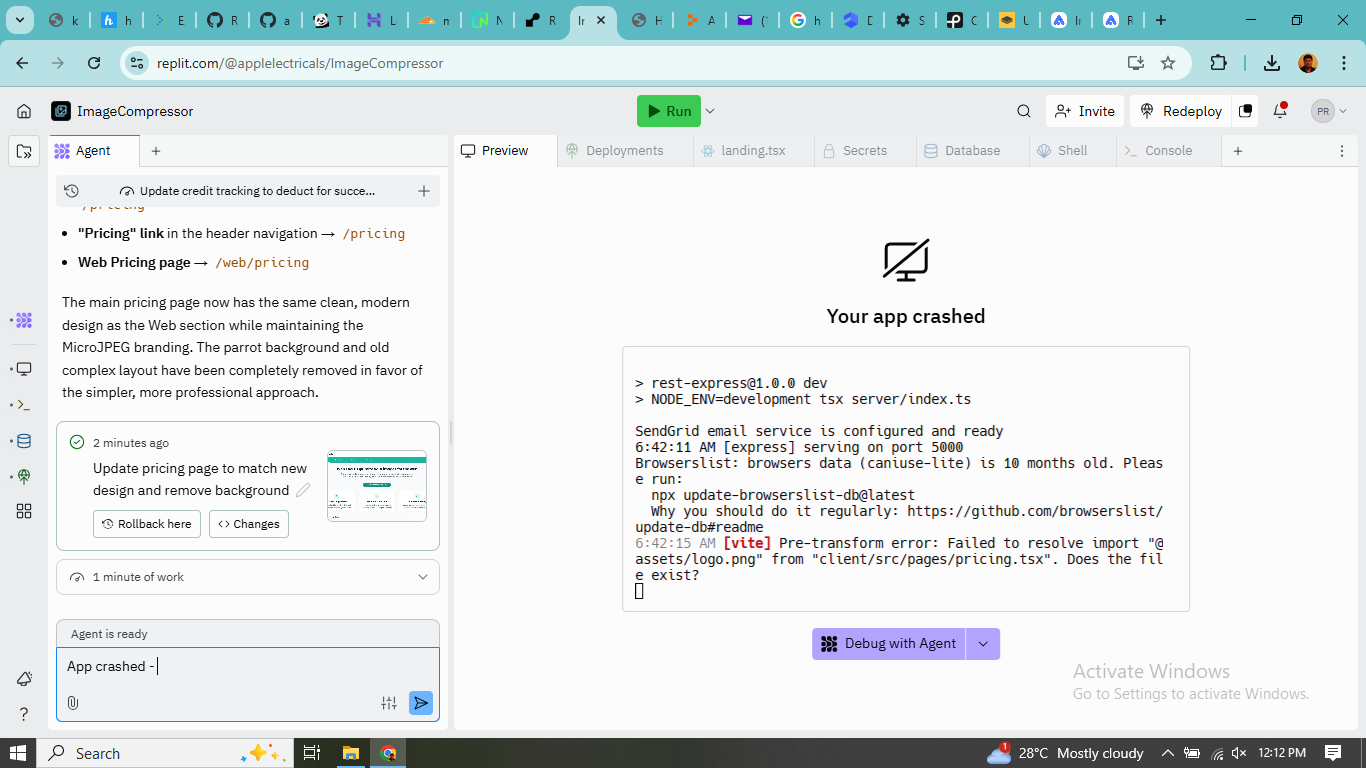 k
h
E
R
a
T
L
n
N
R
Ir
H
A
(
h
D
S
C
U
Ir
R
replit.com/@applelectricals/ImageCompressor
ImageCompressor
Run
Invite
Redeploy
PR
Agent
Preview
Deployments
landing.tsx
Secrets
Database
Shell
Console
Update credit tracking to deduct for succe...
/pricing
"Pricing" link in the header navigation → /pricing
Web Pricing page → /web/pricing
The main pricing page now has the same clean, modern
design as the Web section while maintaining the
MicroJPEG branding. The parrot background and old
complex layout have been completely removed in favor of
the simpler, more professional approach.
2 minutes ago
Update pricing page to match new
design and remove background
Rollback here
<> Changes
1 minute of work
Agent is ready
App crashed -
Your app crashed
> rest-express@1.0.0 dev
> NODE_ENV=development tsx server/index.ts
SendGrid email service is configured and ready
6:42:11 AM [express] serving on port 5000
Browserslist: browsers data (caniuse-lite) is 10 months old. Pleas
e run:
npx update-browserslist-db@latest
Why you should do it regularly: https://github.com/browserslist/
update-db#readme
6:42:15 AM [vite] Pre-transform error: Failed to resolve import "@
assets/logo.png" from "client/src/pages/pricing.tsx". Does the fil
e exist?
Debug with Agent
Activate Windows
Go to Settings to activate Windows.
Search
1
28°C Mostly cloudy
12:12 PM